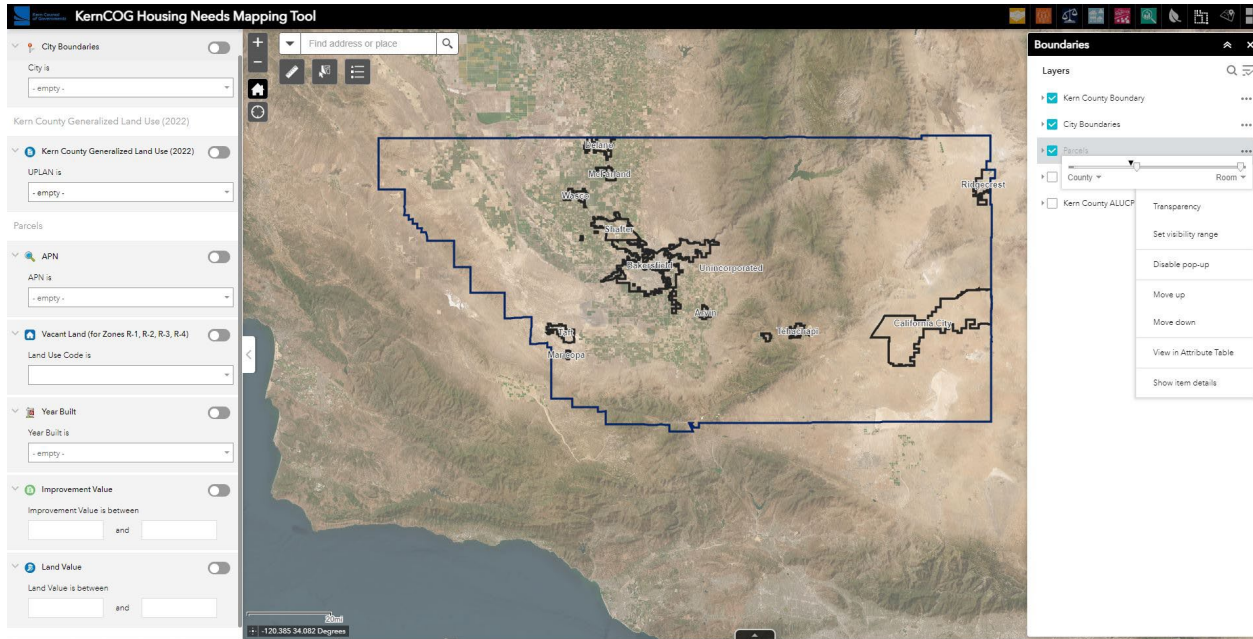 Kern Council
of Governments
KernCOG Housing Needs Mapping Tool
City Boundaries
City is
- empty -
Kern County Generalized Land Use (2022)
Kern County Generalized Land Use (2022)
UPLAN is
- empty -
Parcels
APN
APN is
- empty -
Vacant Land (for Zones R-1, R-2, R-3, R-4)
Land Use Code is
Year Built
Year Built is
- empty -
Improvement Value
Improvement Value is between
and
Land Value
Land Value is between
and
+
Find address or place
−
Delano
McFarland
Wasco
Ridgecrest
Shafter
Bakersfield
Unincorporated
Arvin
Taft
Tehachapi
California City
Maricopa
20mi
-120.385 34.082 Degrees
Boundaries
Layers
Kern County Boundary
City Boundaries
Parcels
County
Room
Kern County ALUCP
Transparency
Set visibility range
Disable pop-up
Move up
Move down
View in Attribute Table
Show item details